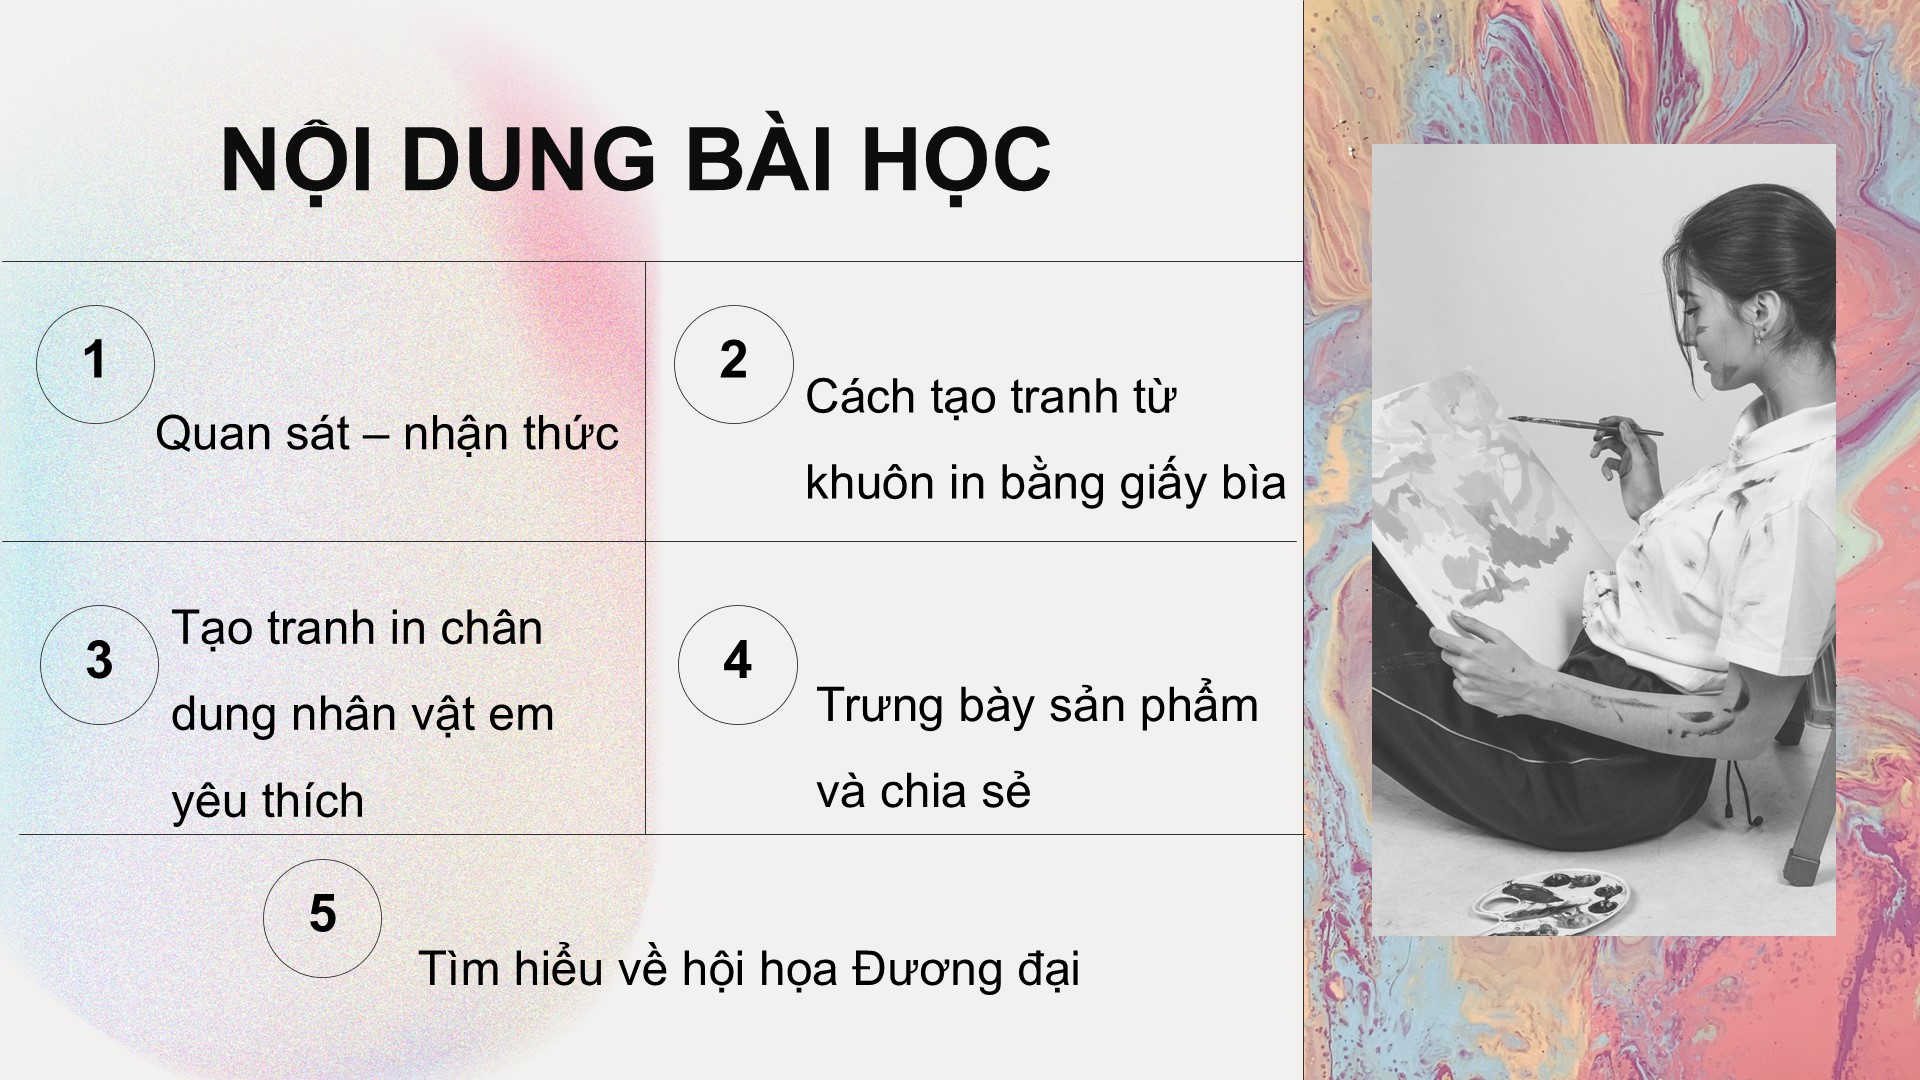 NỘI DUNG BÀI HỌC
1
Quan sát – nhận thức
2
Cách tạo tranh từ
khuôn in bằng giấy bìa
3
Tạo tranh in chân
dung nhân vật em
yêu thích
4
Trưng bày sản phẩm
và chia sẻ
5
Tìm hiểu về hội họa Đương đại